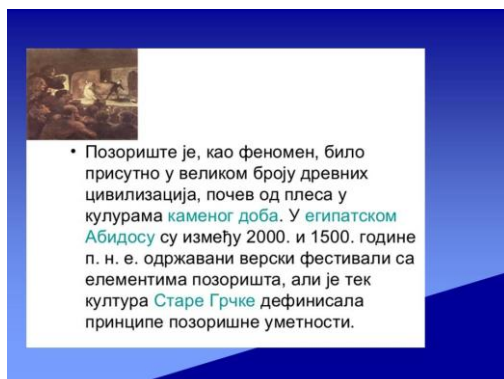 • Позориште је, као феномен, било
присутно у великом броју древних
цивилизација, почев од плеса у
кулурама каменог доба. У египатском
Абидосу су између 2000. и 1500. године
п. н. е. одржавани верски фестивали са
елементима позоришта, али је тек
култура Старе Грчке дефинисала
принципе позоришне уметности.